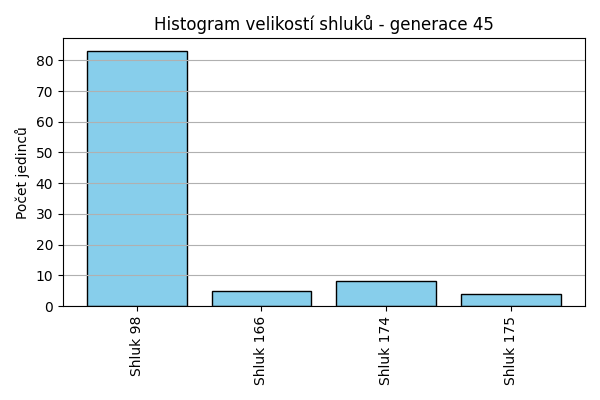 Histogram velikostí shluků - generace 45
Počet jedinců
80
70
60
50
40
30
20
10
0
Shluk 98
Shluk 166
Shluk 174
Shluk 175